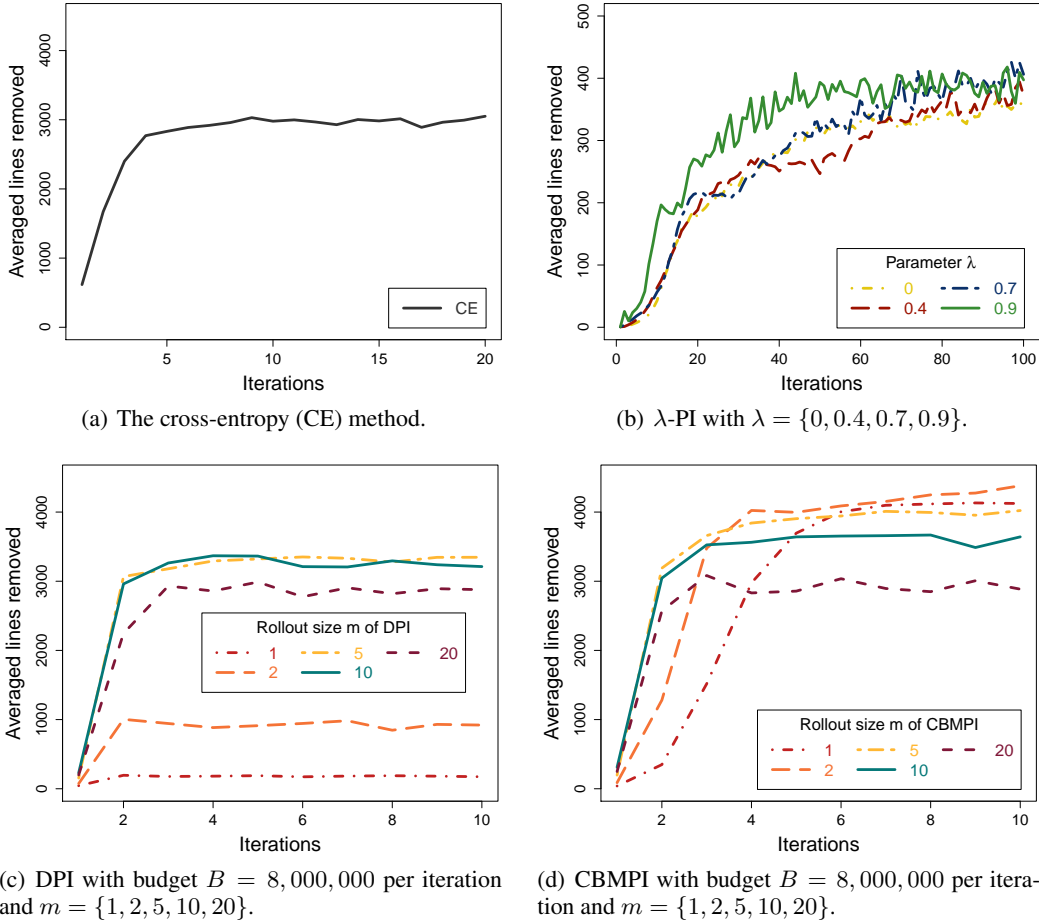 Averaged lines removed
0 1000 2000 3000 4000
CE
5 10 15 20
Iterations
(a) The cross-entropy (CE) method.
Averaged lines removed
0 100 200 300 400 500
Parameter λ
0 0.7
0.4 0.9
0 20 40 60 80 100
Iterations
(b) λ-PI with λ = {0, 0.4, 0.7, 0.9}.
Averaged lines removed
0 1000 2000 3000 4000
Rollout size m of DPI
1 5 20
2 10
2 4 6 8 10
Iterations
(c) DPI with budget B = 8, 000, 000 per iteration
and m = {1, 2, 5, 10, 20}.
Averaged lines removed
0 1000 2000 3000 4000
Rollout size m of CBMPI
1 5 20
2 10
2 4 6 8 10
Iterations
(d) CBMPI with budget B = 8, 000, 000 per itera-
tion and m = {1, 2, 5, 10, 20}.